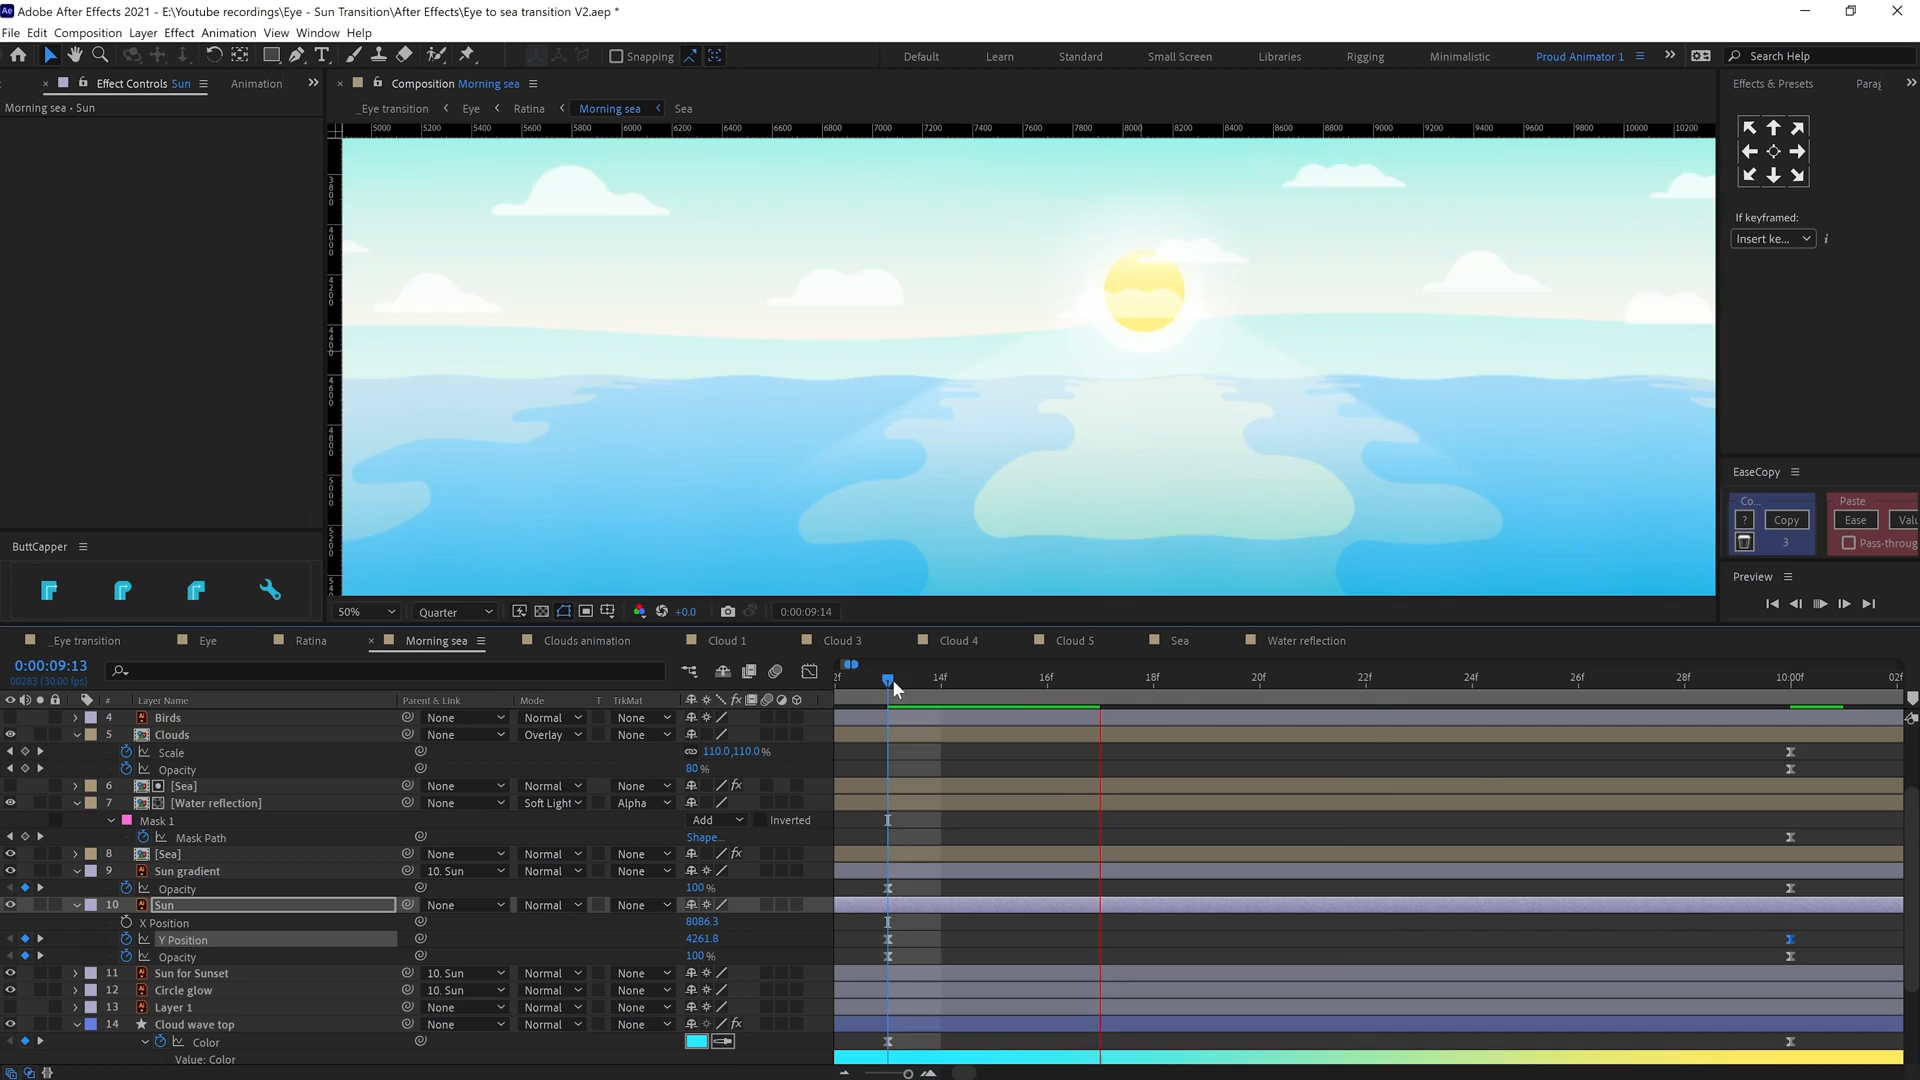 Adobe After Effects 2021 - E:\Youtube recordings\Eye - Sun Transition\After Effects\Eye to sea transition V2.aep *
File Edit Composition Layer Effect Animation View Window Help
Snapping Default Learn Standard Small Screen Libraries Rigging Minimalistic Proud Animator 1 Search Help
Effect Controls Sun Animation Composition Morning sea Effects & Presets Parag
Morning sea • Sun
_Eye transition Eye Ratina Morning sea Sea
5000 5200 5400 5600 5800 6000 6200 6400 6600 6800 7000 7200 7400 7600 7800 8000 8200 8400 8600 8800 9000 9200 9400 9600 9800 10000 10200
If keyframed:
Insert ke...
EaseCopy
Co... Paste
? Copy Ease Valu
3 Pass-throug
ButtCapper
Preview
50% Quarter +0.0 0:00:09:14
_Eye transition Eye Ratina Morning sea Clouds animation Cloud 1 Cloud 3 Cloud 4 Cloud 5 Sea Water reflection
0:00:09:13
00283 (30.00 fps)
2f 14f 16f 18f 20f 22f 24f 26f 28f 10:00f 02f
# Layer Name Parent & Link Mode T TrkMat
4 Birds None Normal None
5 Clouds None Overlay None
Scale 110.0,110.0 %
Opacity 80 %
6 [Sea] None Normal None
7 [Water reflection] None Soft Light Alpha
Mask 1 Add Inverted
Mask Path Shape...
8 [Sea] None Normal None
9 Sun gradient 10. Sun Normal None
Opacity 100 %
10 Sun None Normal None
X Position 8086.3
Y Position 4261.8
Opacity 100 %
11 Sun for Sunset 10. Sun Normal None
12 Circle glow 10. Sun Normal None
13 Layer 1 None Normal None
14 Cloud wave top None Normal None
Color
Value: Color